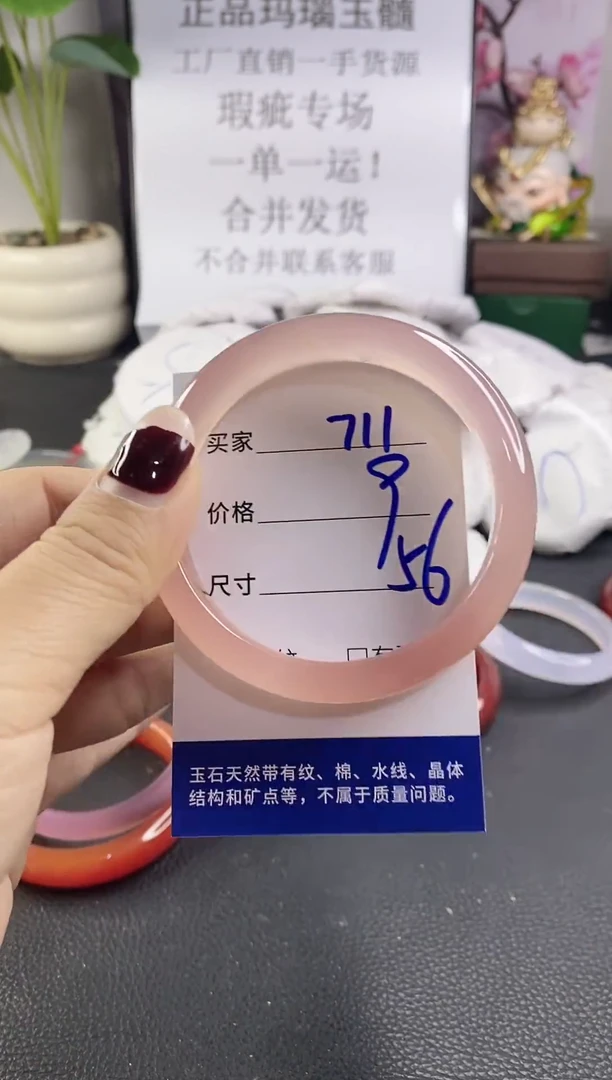 正品玛瑙玉髓
工厂直销一手货源
瑕疵专场
一单一运!
合并发货
不合并联系客服
买家 711
价格 9
尺寸 56
玉石天然带有纹、棉、水线、晶体
结构和矿点等，不属于质量问题。